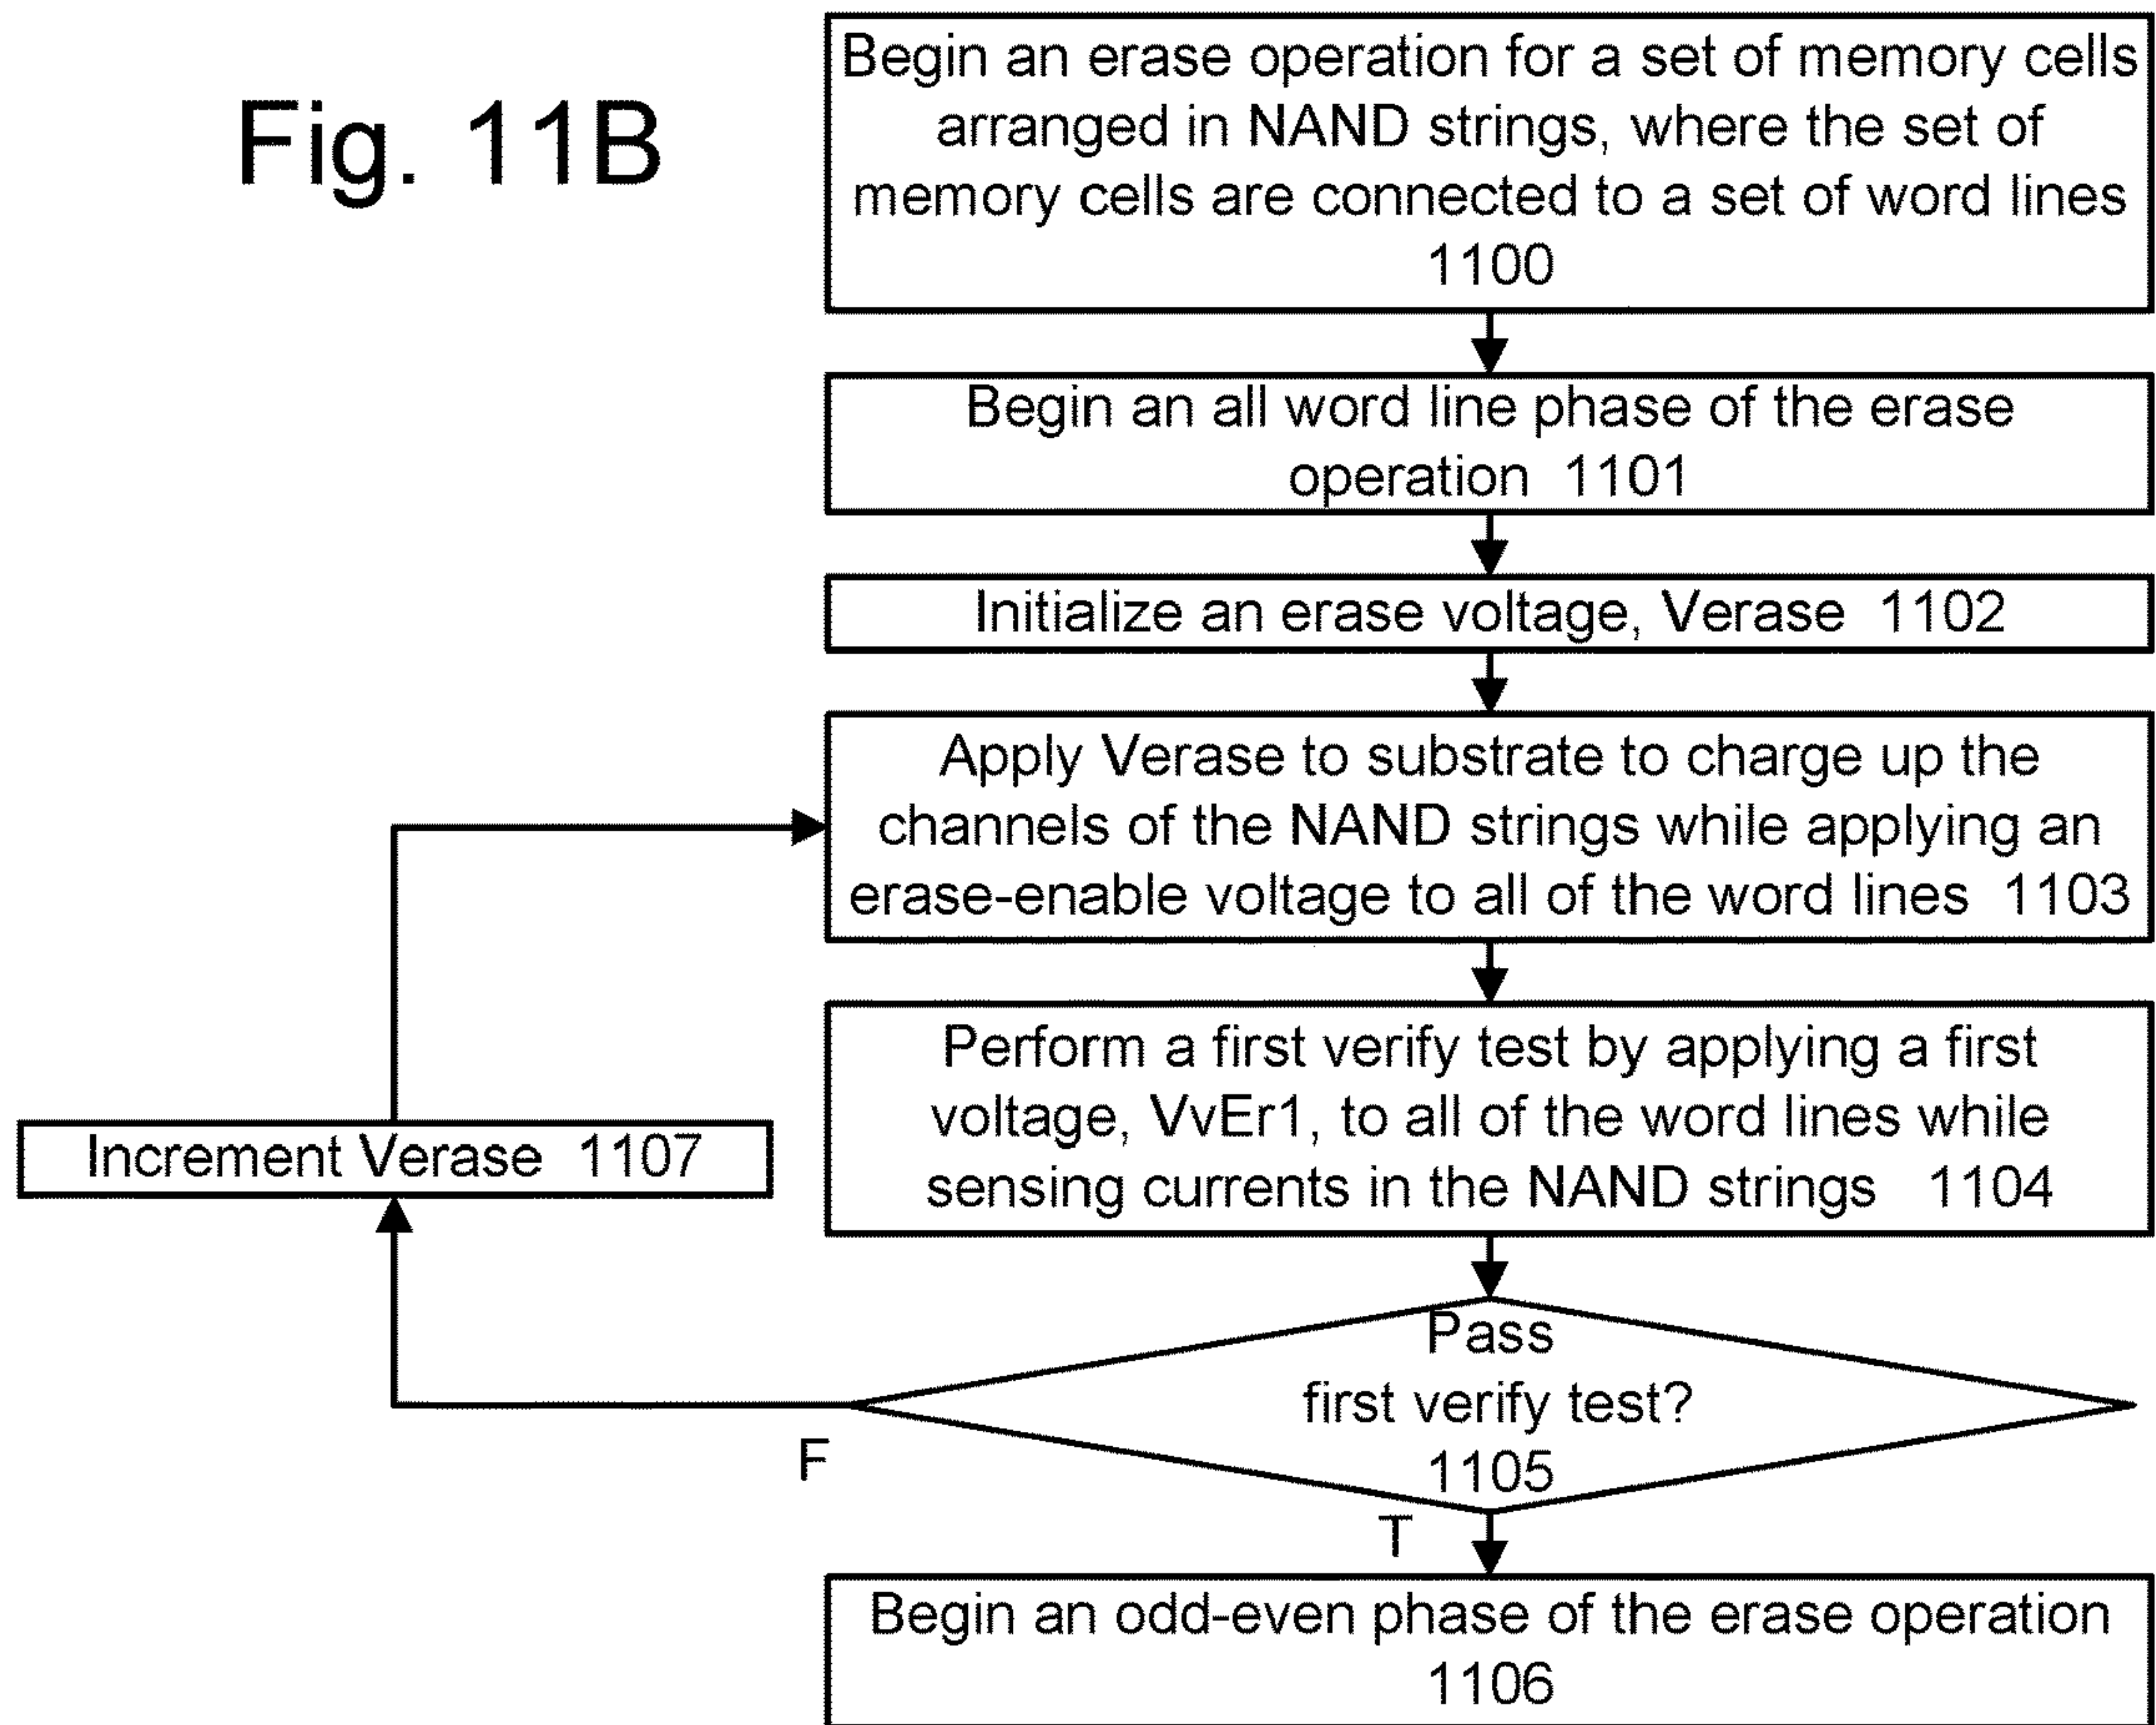 Fig. 11B
Begin an erase operation for a set of memory cells
arranged in NAND strings, where the set of
memory cells are connected to a set of word lines
1100
Begin an all word line phase of the erase
operation 1101
Initialize an erase voltage, Verase 1102
Apply Verase to substrate to charge up the
channels of the NAND strings while applying an
erase-enable voltage to all of the word lines 1103
Perform a first verify test by applying a first
voltage, VvEr1, to all of the word lines while
sensing currents in the NAND strings 1104
Increment Verase 1107
Pass
first verify test?
1105
F
T
Begin an odd-even phase of the erase operation
1106